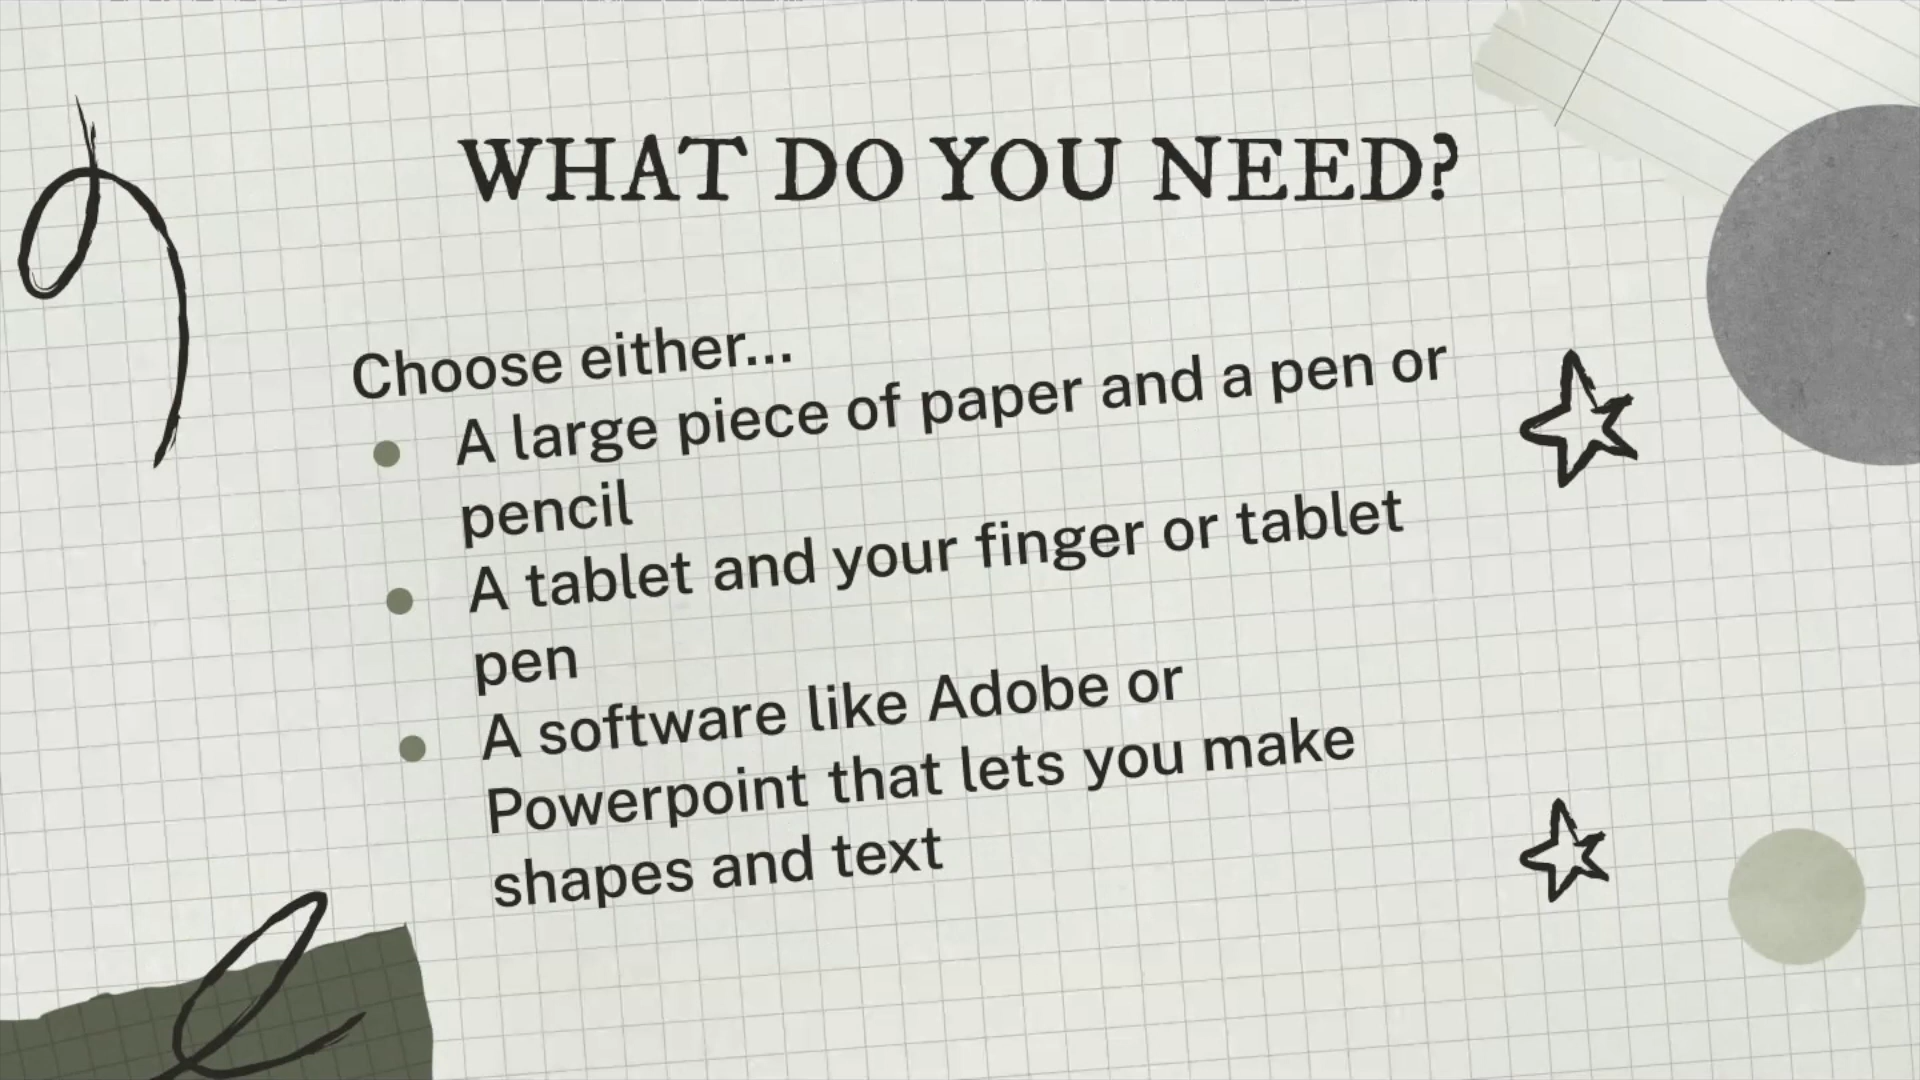 WHAT DO YOU NEED?
Choose either...
A large piece of paper and a pen or
pencil
A tablet and your finger or tablet
pen
A software like Adobe or
Powerpoint that lets you make
shapes and text